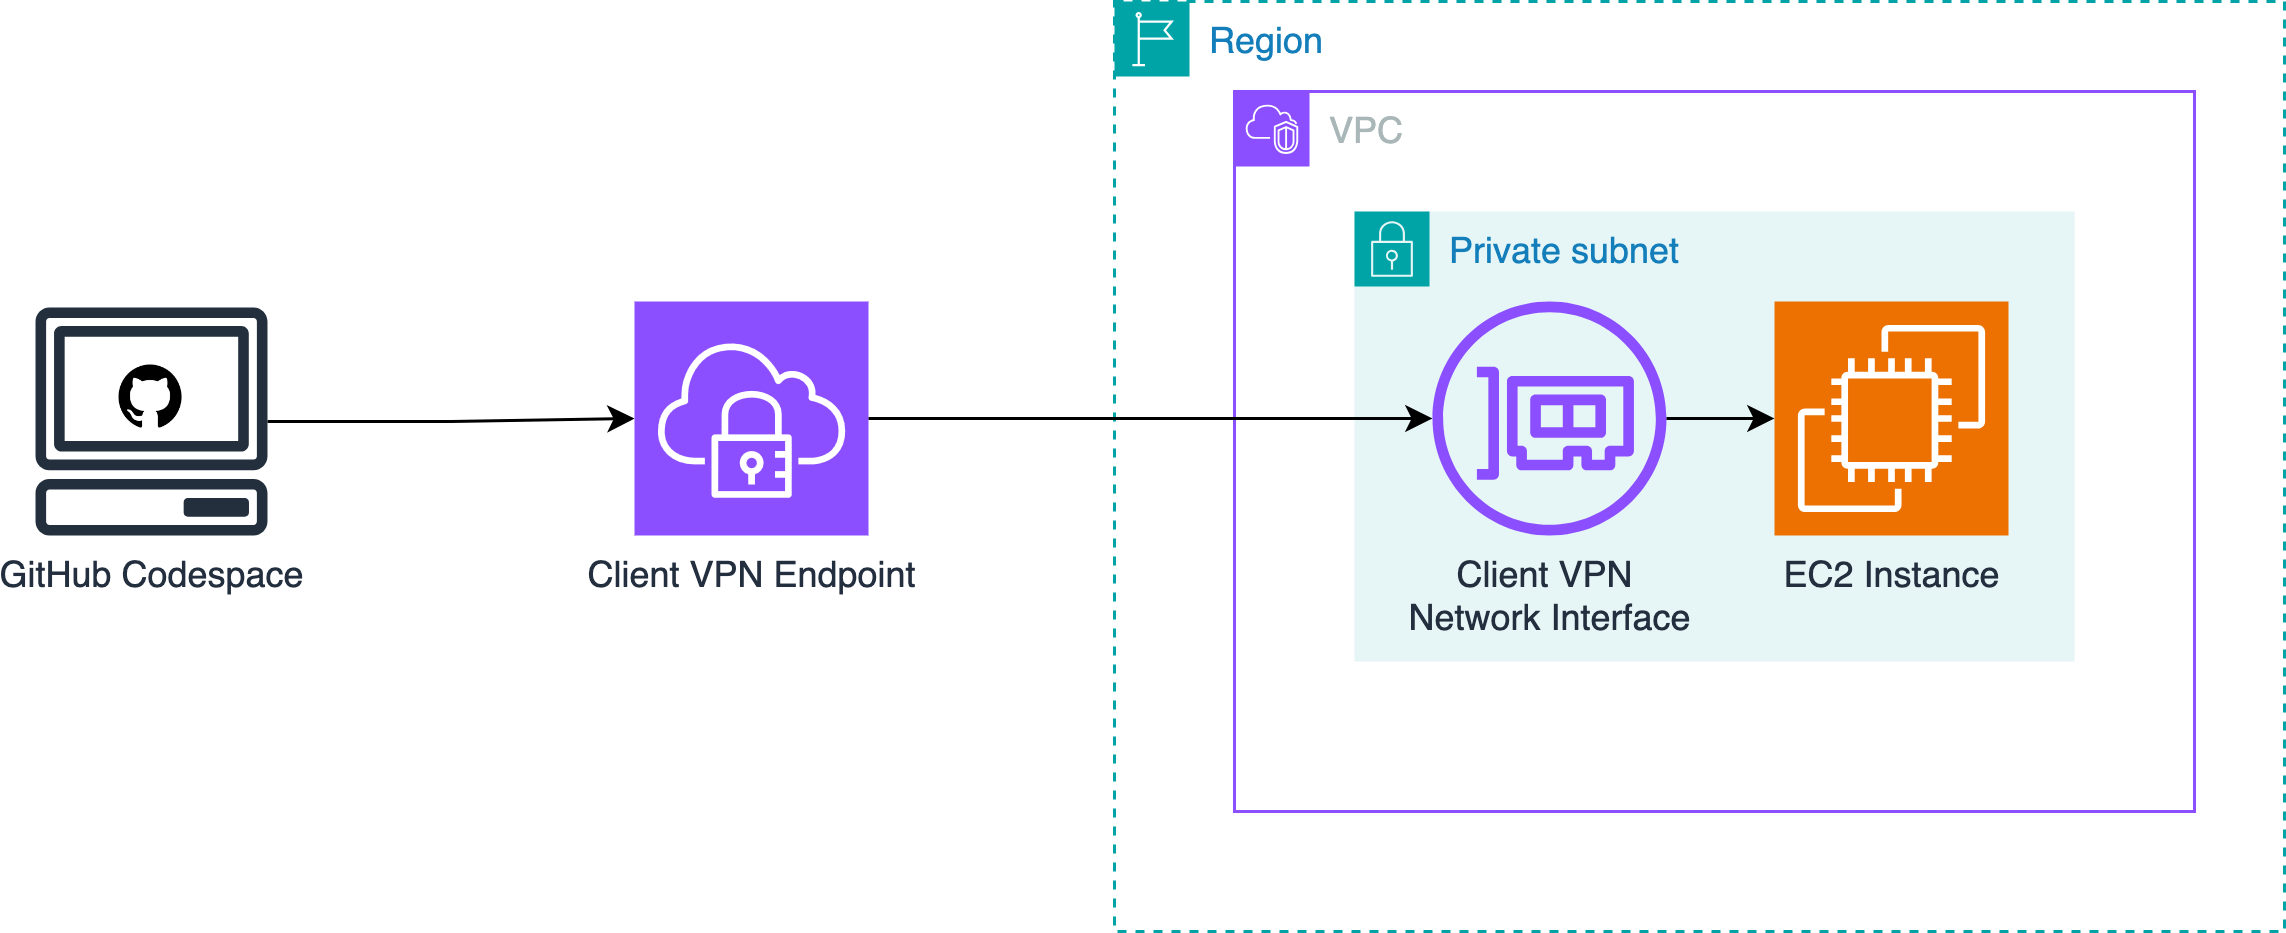 Region
VPC
Private subnet
GitHub Codespace
Client VPN Endpoint
Client VPN
Network Interface
EC2 Instance